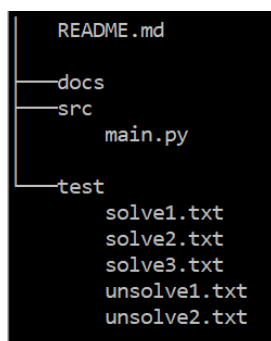 README.md
docs
src
main.py
test
solve1.txt
solve2.txt
solve3.txt
unsolve1.txt
unsolve2.txt